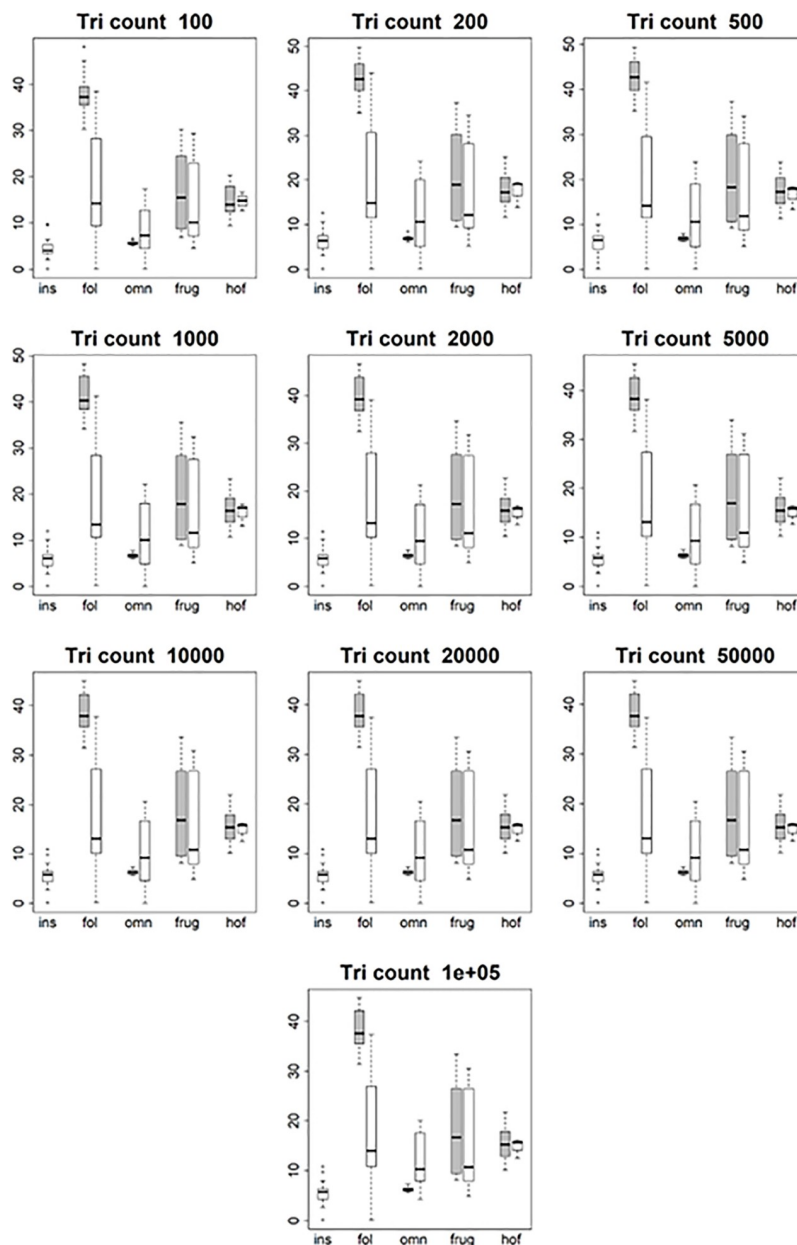 Tri count 100 Tri count 200 Tri count 500
50 50
40 40 40
30 30 30
20 20 20
10 10 10
0 0 0
ins fol omn frug hof ins fol omn frug hof ins fol omn frug hof
Tri count 1000 Tri count 2000 Tri count 5000
50
40 40 40
30 30 30
20 20 20
10 10 10
0 0 0
ins fol omn frug hof ins fol omn frug hof ins fol omn frug hof
Tri count 10000 Tri count 20000 Tri count 50000
40 40 40
30 30 30
20 20 20
10 10 10
0 0 0
ins fol omn frug hof ins fol omn frug hof ins fol omn frug hof
Tri count 1e+05
40
30
20
10
0
ins fol omn frug hof